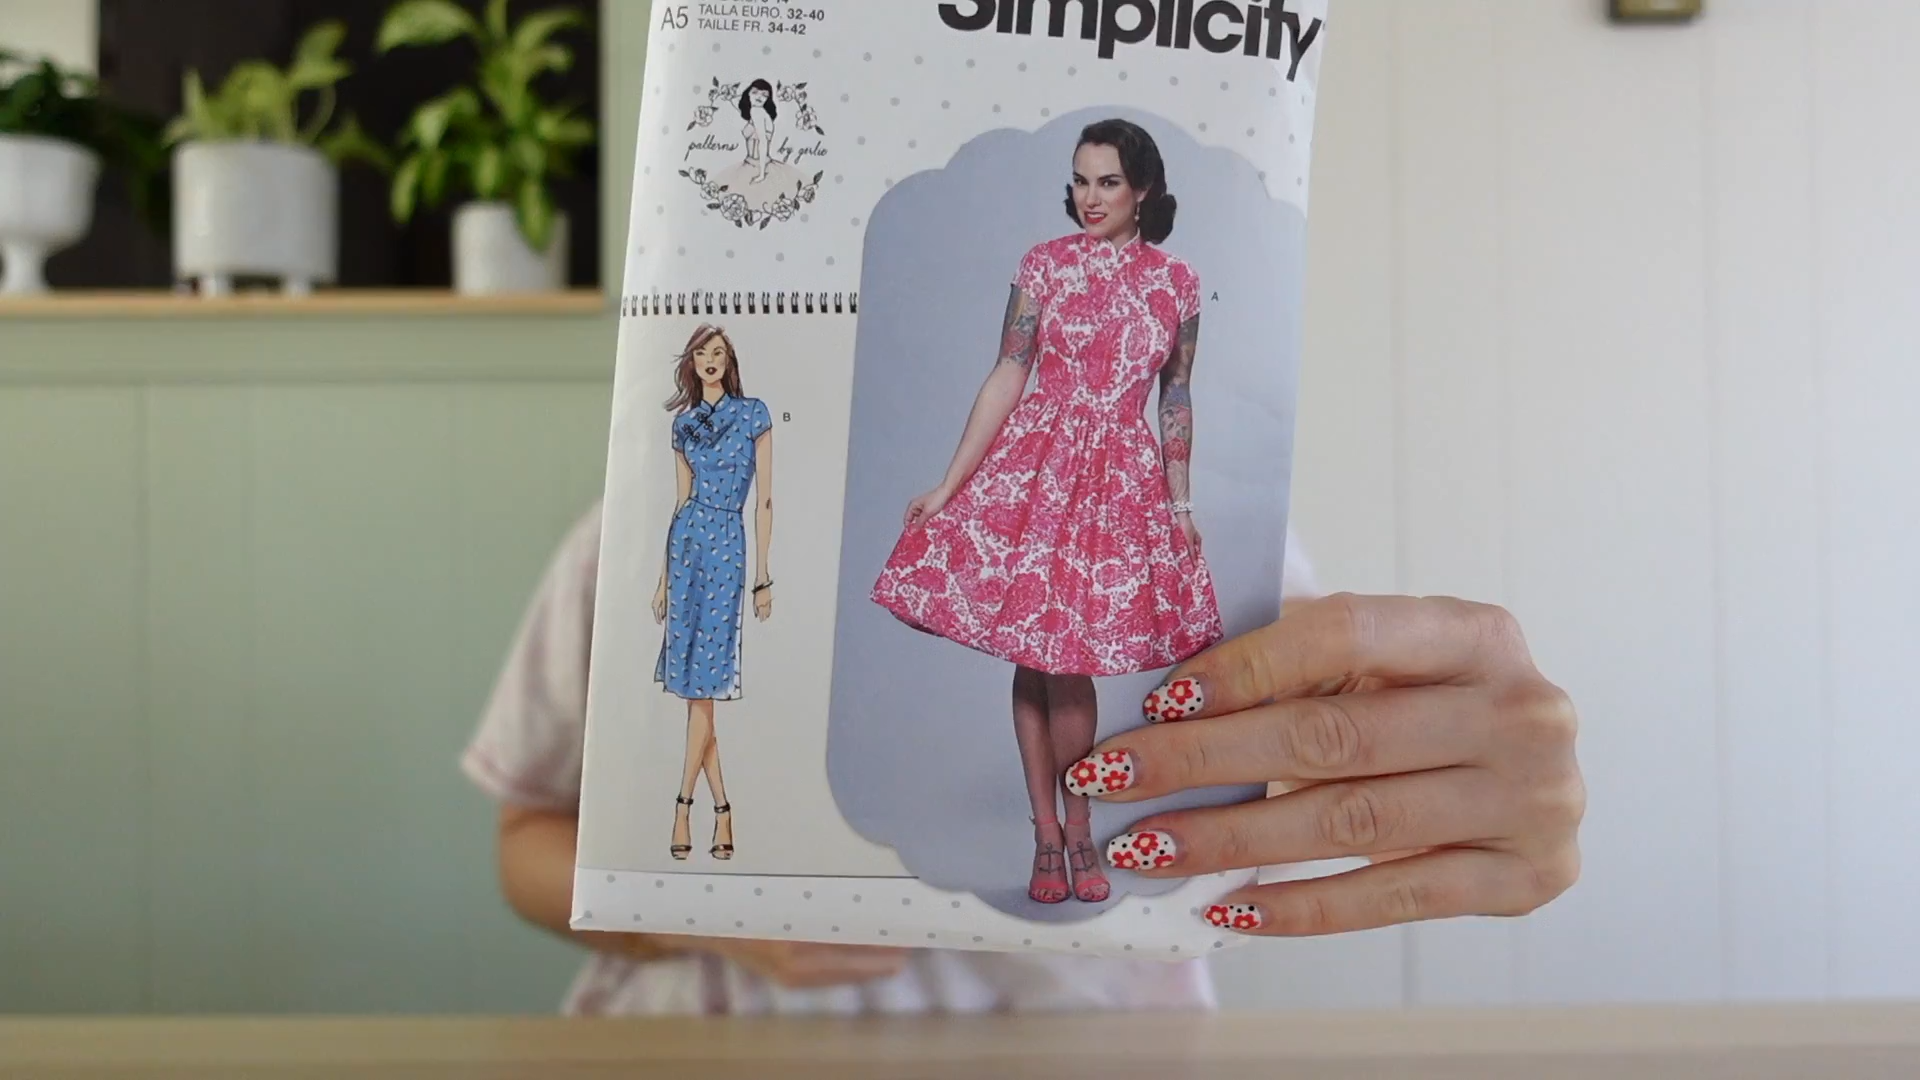 Simplicity
A5
TALLA EURO. 32-40
TAILLE FR. 34-42
patterns by gertie
A
B